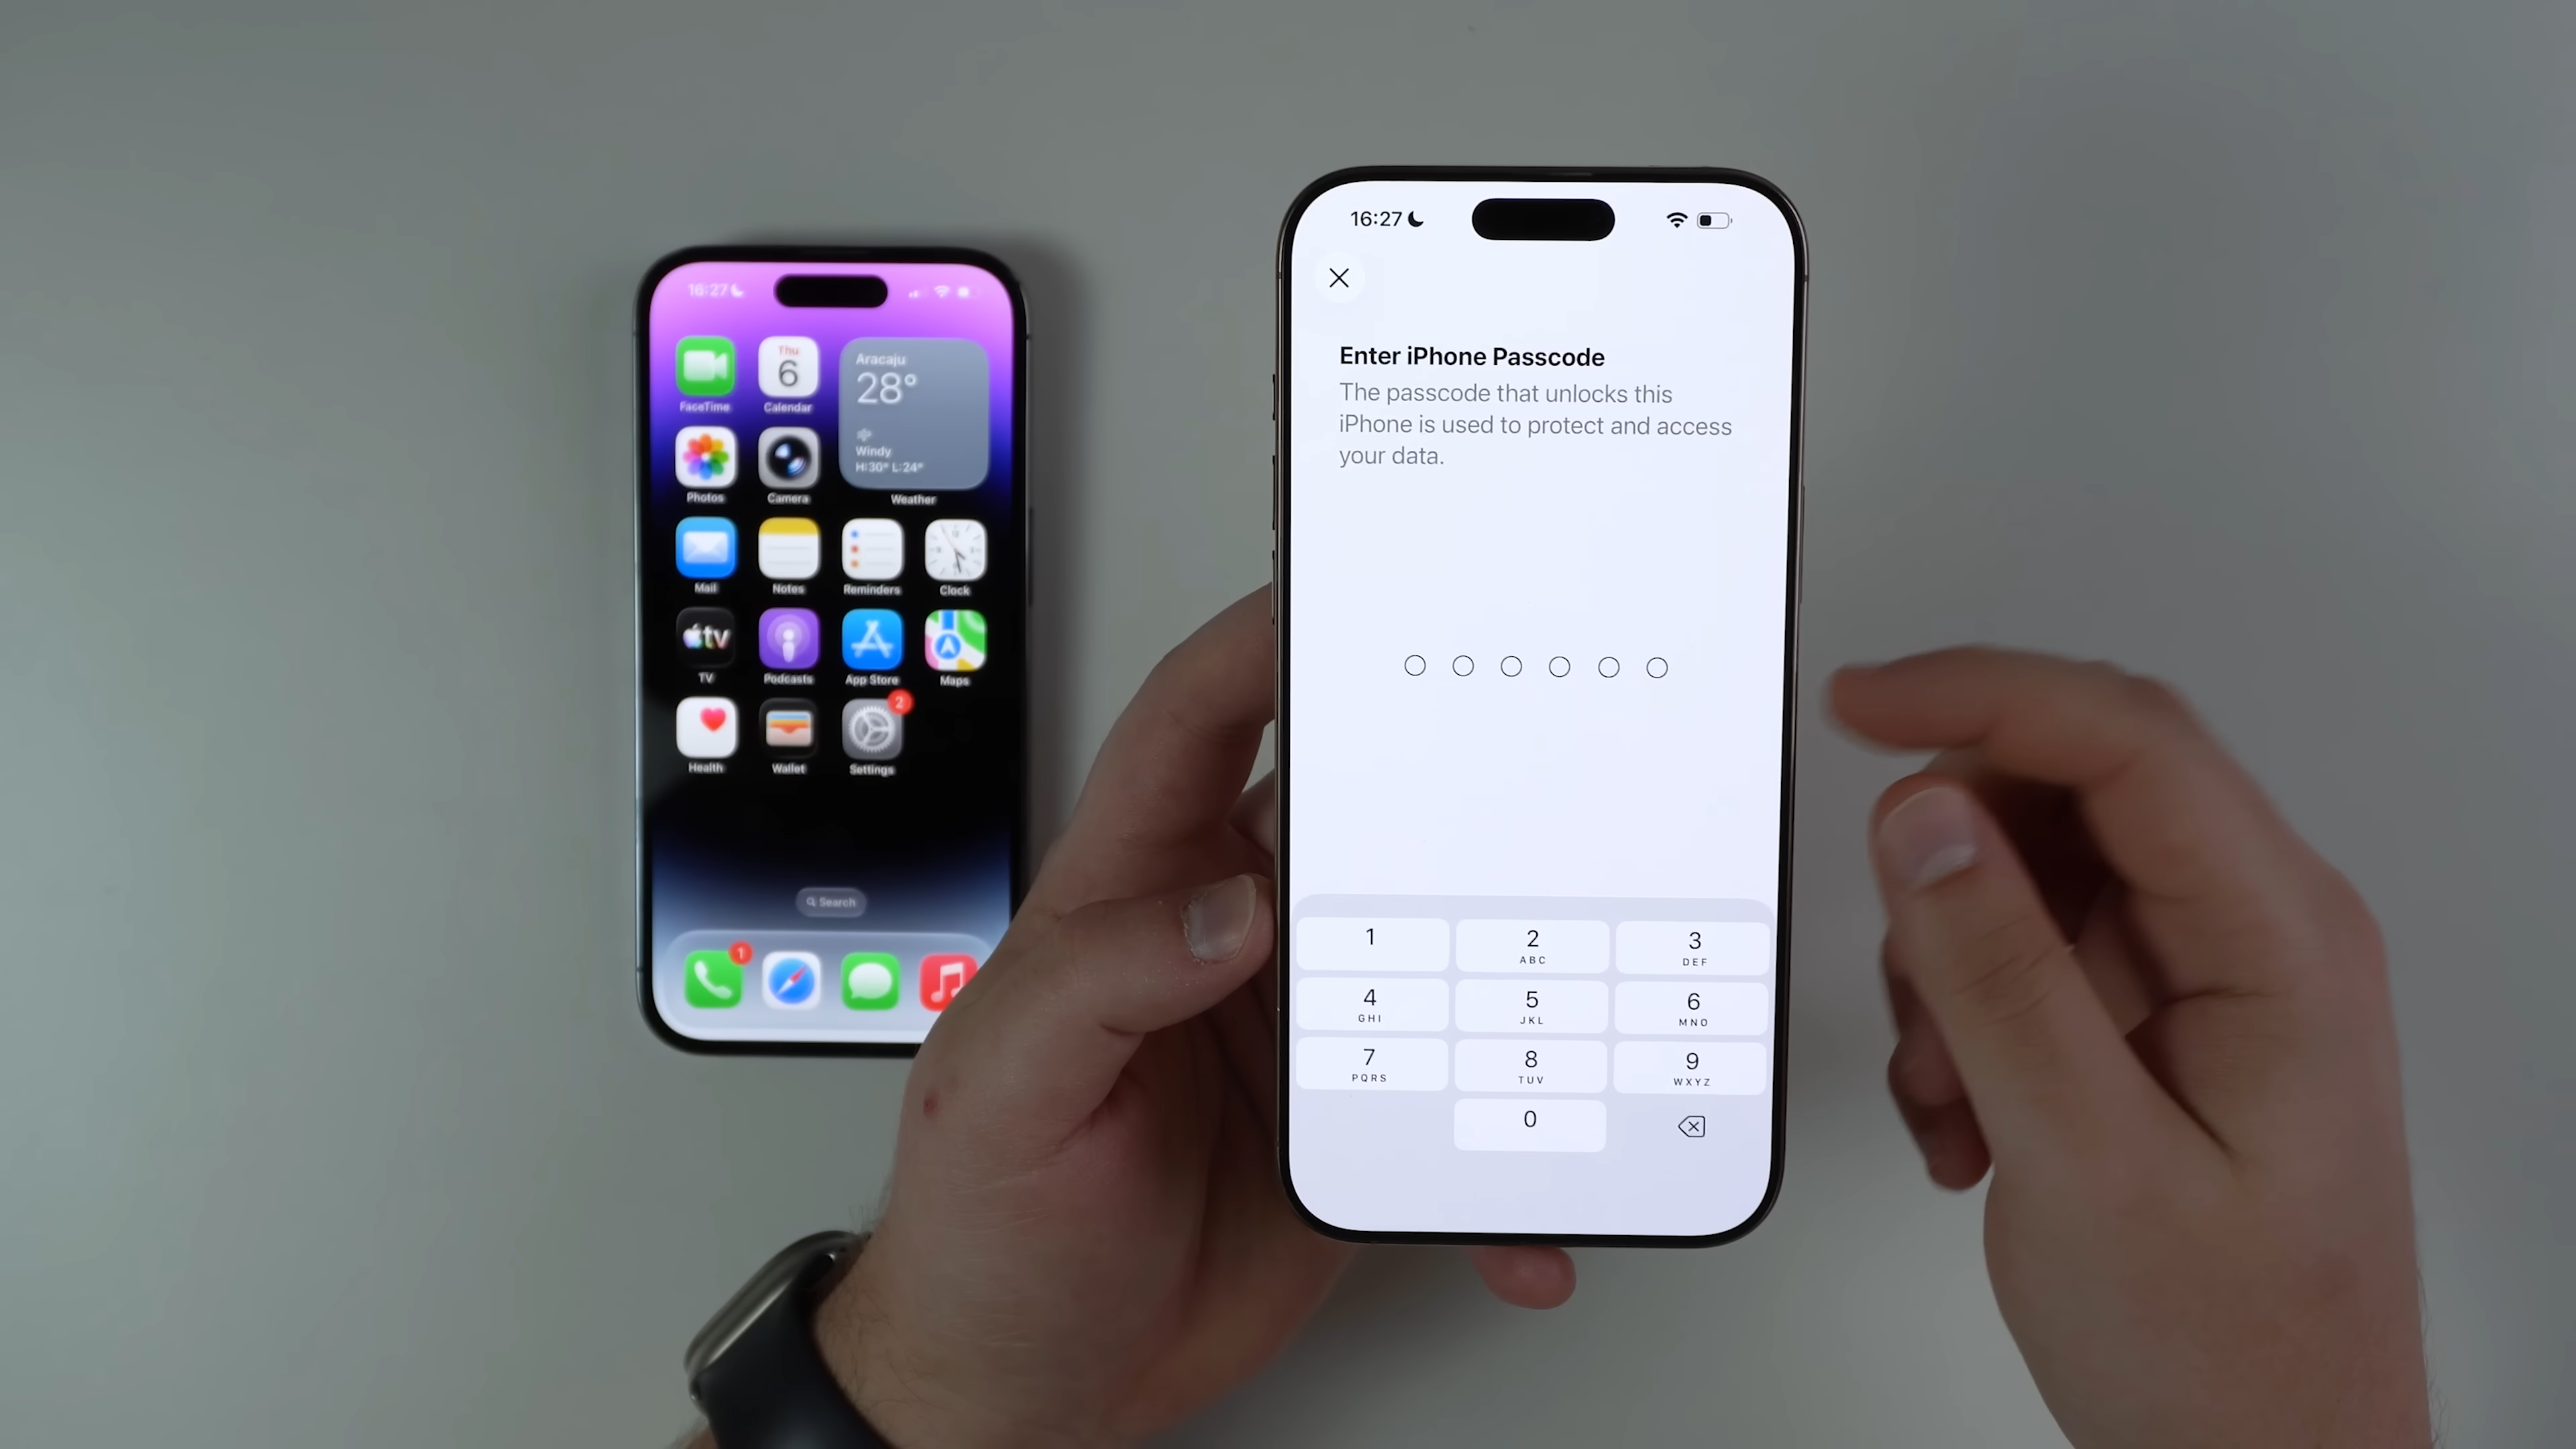 16:27
Aracaju
28°
Windy
H:30° L:24°
Weather
Thu
6
FaceTime
Calendar
Photos
Camera
Mail
Notes
Reminders
Clock
tv
TV
Podcasts
App Store
Maps
2
Health
Wallet
Settings
Search
1
16:27
Enter iPhone Passcode
The passcode that unlocks this
iPhone is used to protect and access
your data.
1
2
ABC
3
DEF
4
GHI
5
JKL
6
MNO
7
PQRS
8
TUV
9
WXYZ
0